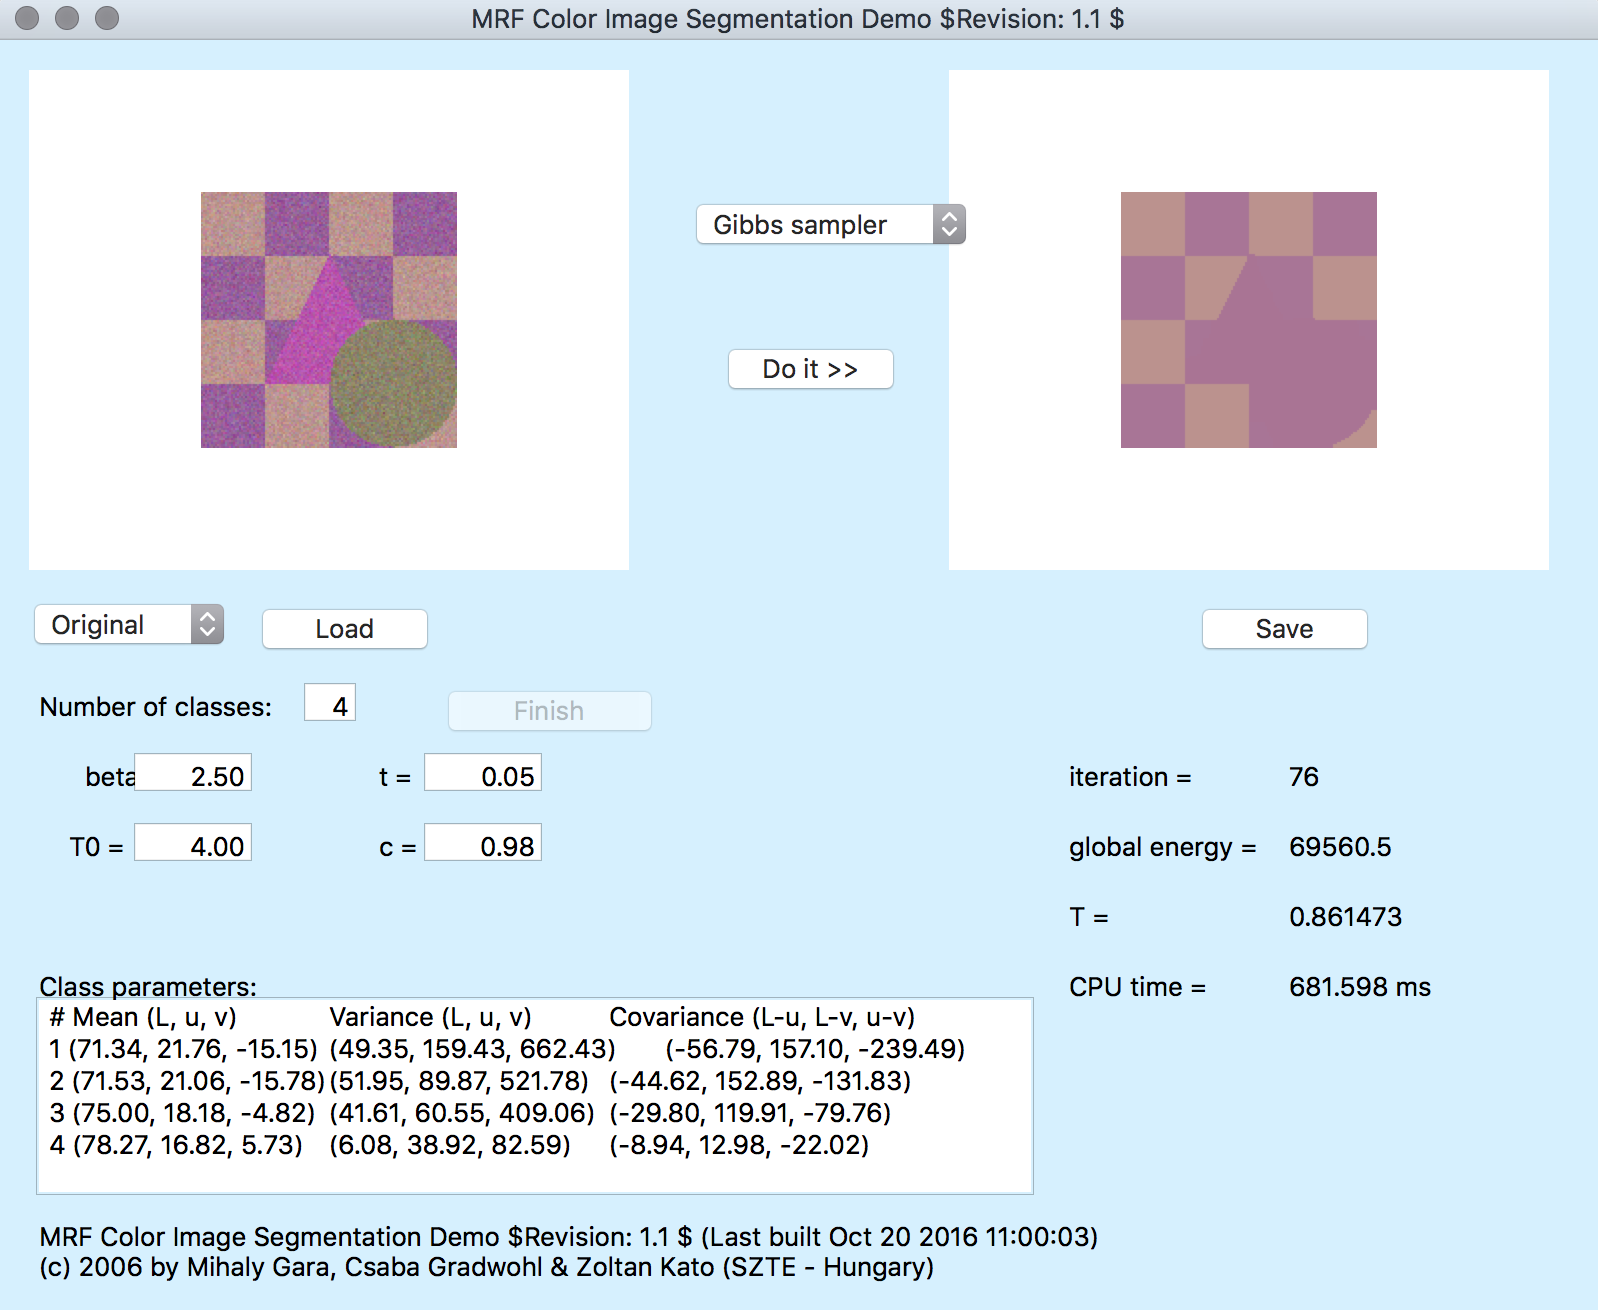 MRF Color Image Segmentation Demo $Revision: 1.1 $
Gibbs sampler
Do it >>
Original
Load
Save
Number of classes: 4
Finish
beta 2.50 t = 0.05
iteration = 76
T0 = 4.00 c = 0.98
global energy = 69560.5
T = 0.861473
Class parameters:
CPU time = 681.598 ms
# Mean (L, u, v) Variance (L, u, v) Covariance (L-u, L-v, u-v)
1 (71.34, 21.76, -15.15) (49.35, 159.43, 662.43) (-56.79, 157.10, -239.49)
2 (71.53, 21.06, -15.78) (51.95, 89.87, 521.78) (-44.62, 152.89, -131.83)
3 (75.00, 18.18, -4.82) (41.61, 60.55, 409.06) (-29.80, 119.91, -79.76)
4 (78.27, 16.82, 5.73) (6.08, 38.92, 82.59) (-8.94, 12.98, -22.02)
MRF Color Image Segmentation Demo $Revision: 1.1 $ (Last built Oct 20 2016 11:00:03)
(c) 2006 by Mihaly Gara, Csaba Gradwohl & Zoltan Kato (SZTE - Hungary)